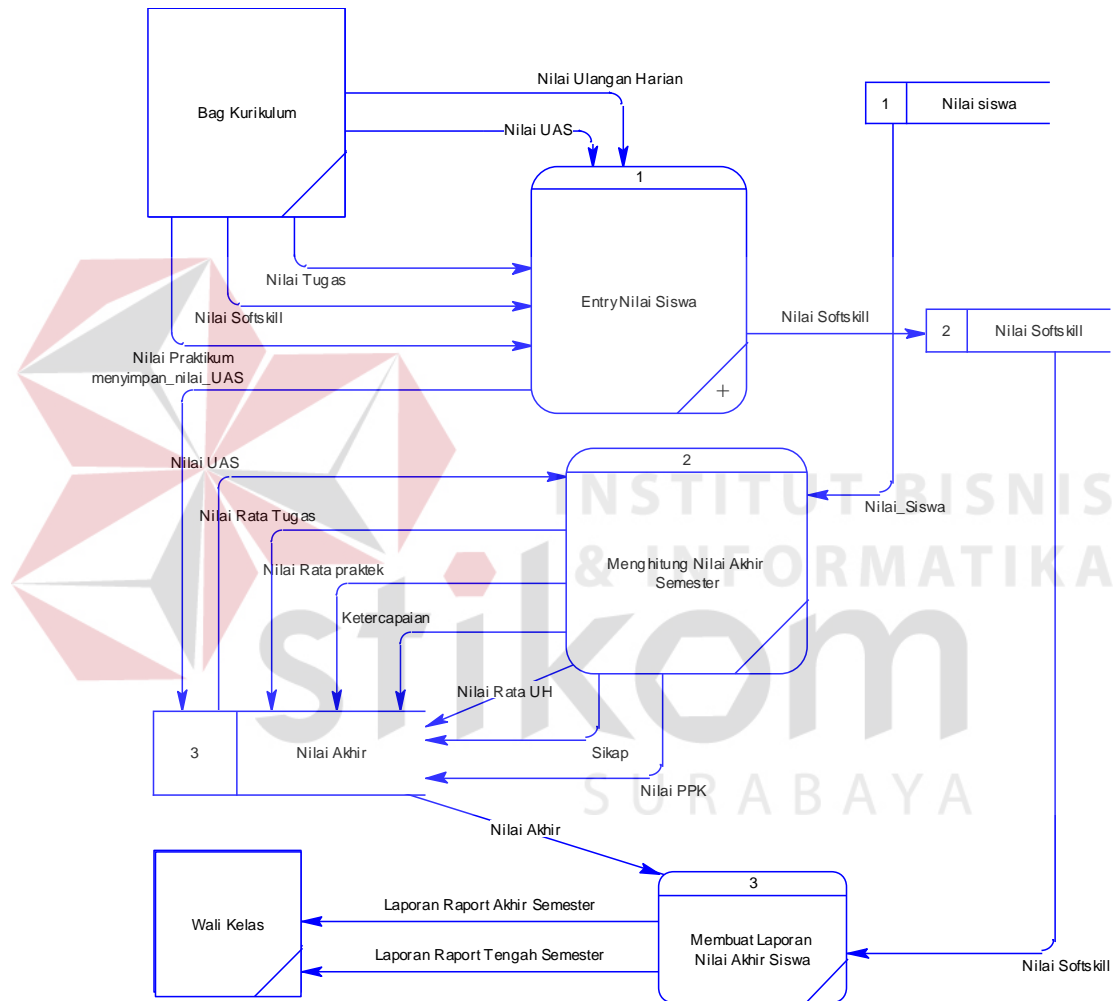 Bag Kurikulum
Nilai Ulangan Harian
Nilai UAS
1
Nilai siswa
1
Entry Nilai Siswa
+
Nilai Tugas
Nilai Softskill
Nilai Praktikum
menyimpan_nilai_UAS
Nilai Softskill
2
Nilai Softskill
Nilai UAS
Nilai Rata Tugas
Nilai Rata praktek
Ketercapaian
2
Menghitung Nilai Akhir
Semester
Nilai_Siswa
INSTITUT BISNIS
& INFORMATIKA
stikom
SURABAYA
Nilai Rata UH
Sikap
Nilai PPK
3
Nilai Akhir
Nilai Akhir
Wali Kelas
Laporan Raport Akhir Semester
Laporan Raport Tengah Semester
3
Membuat Laporan
Nilai Akhir Siswa
Nilai Softskill